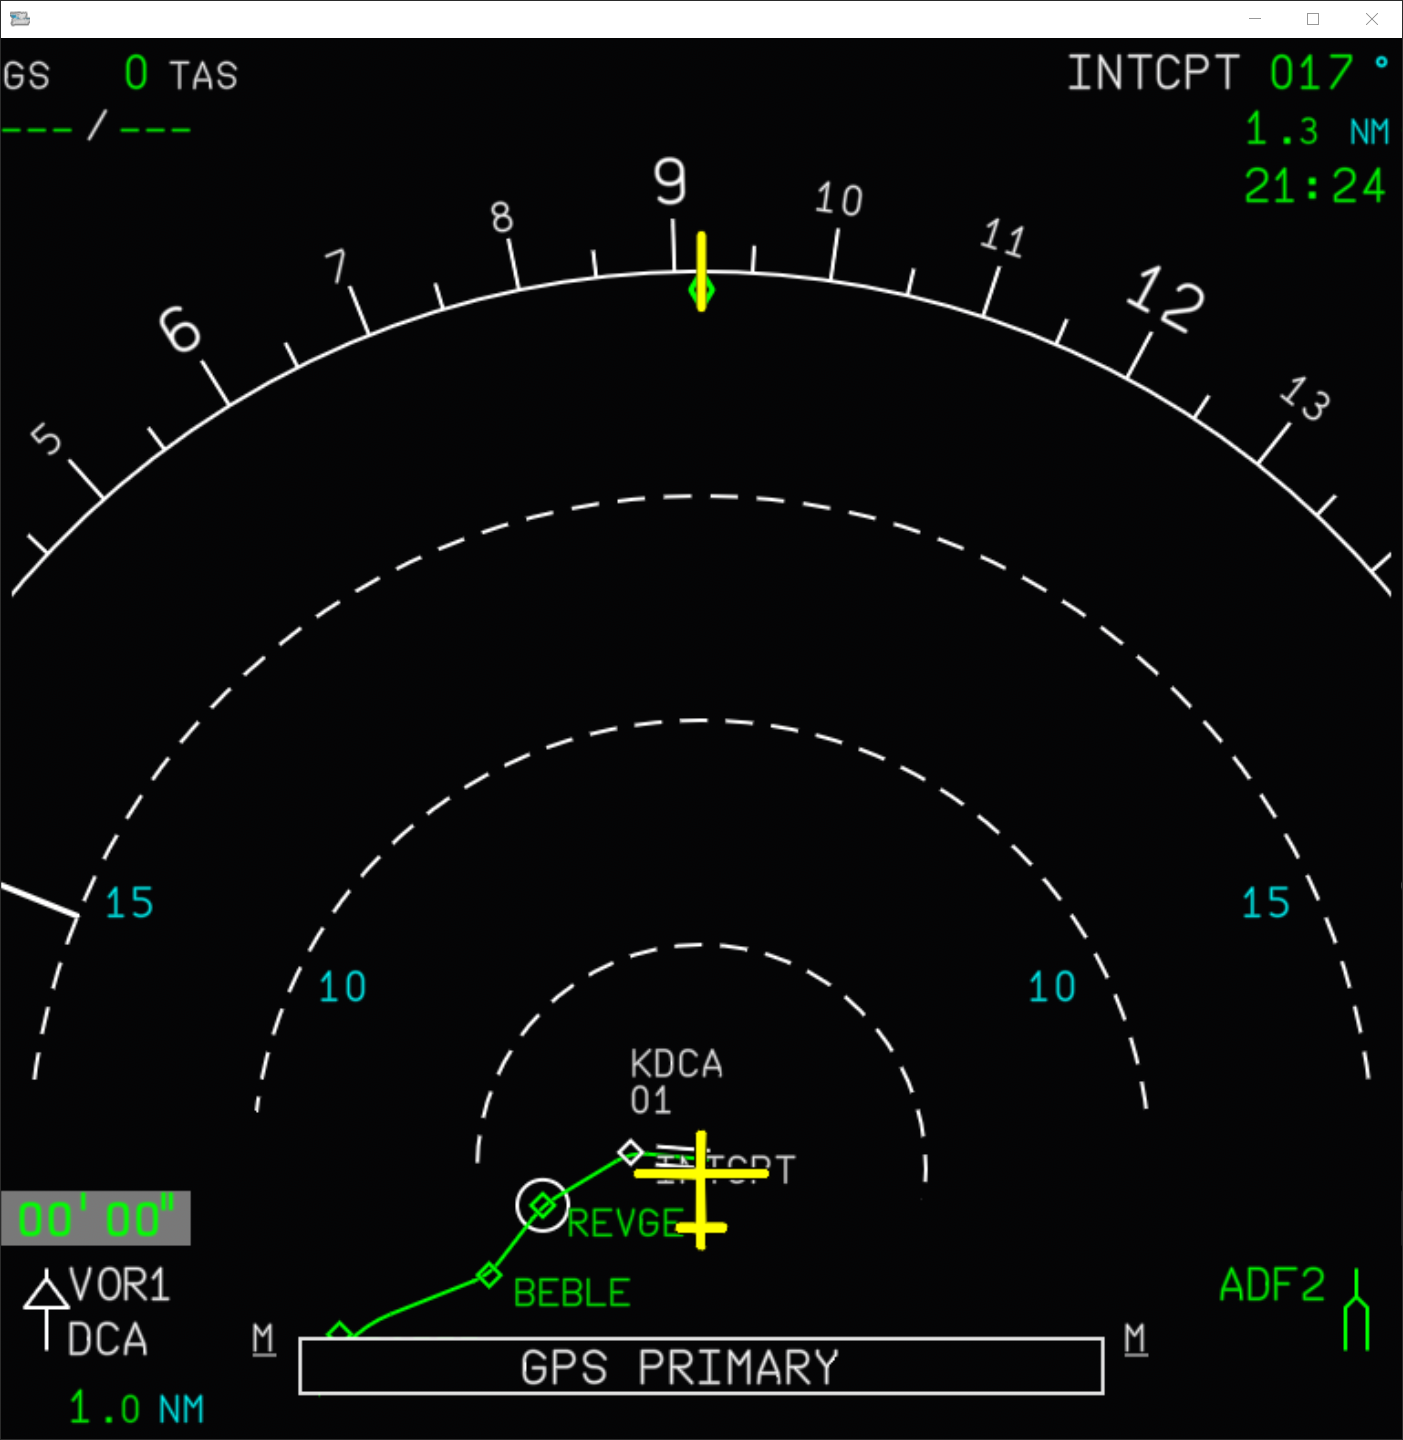 GS 0 TAS
---/---
INTCPT 017°
1.3 NM
21:24
5 6 7 8 9 10 11 12 13
15 15
10 10
KDCA
01
INTCPT
REVGE
BEBLE
00'00"
VOR1
DCA
1.0 NM
M
GPS PRIMARY
M
ADF2